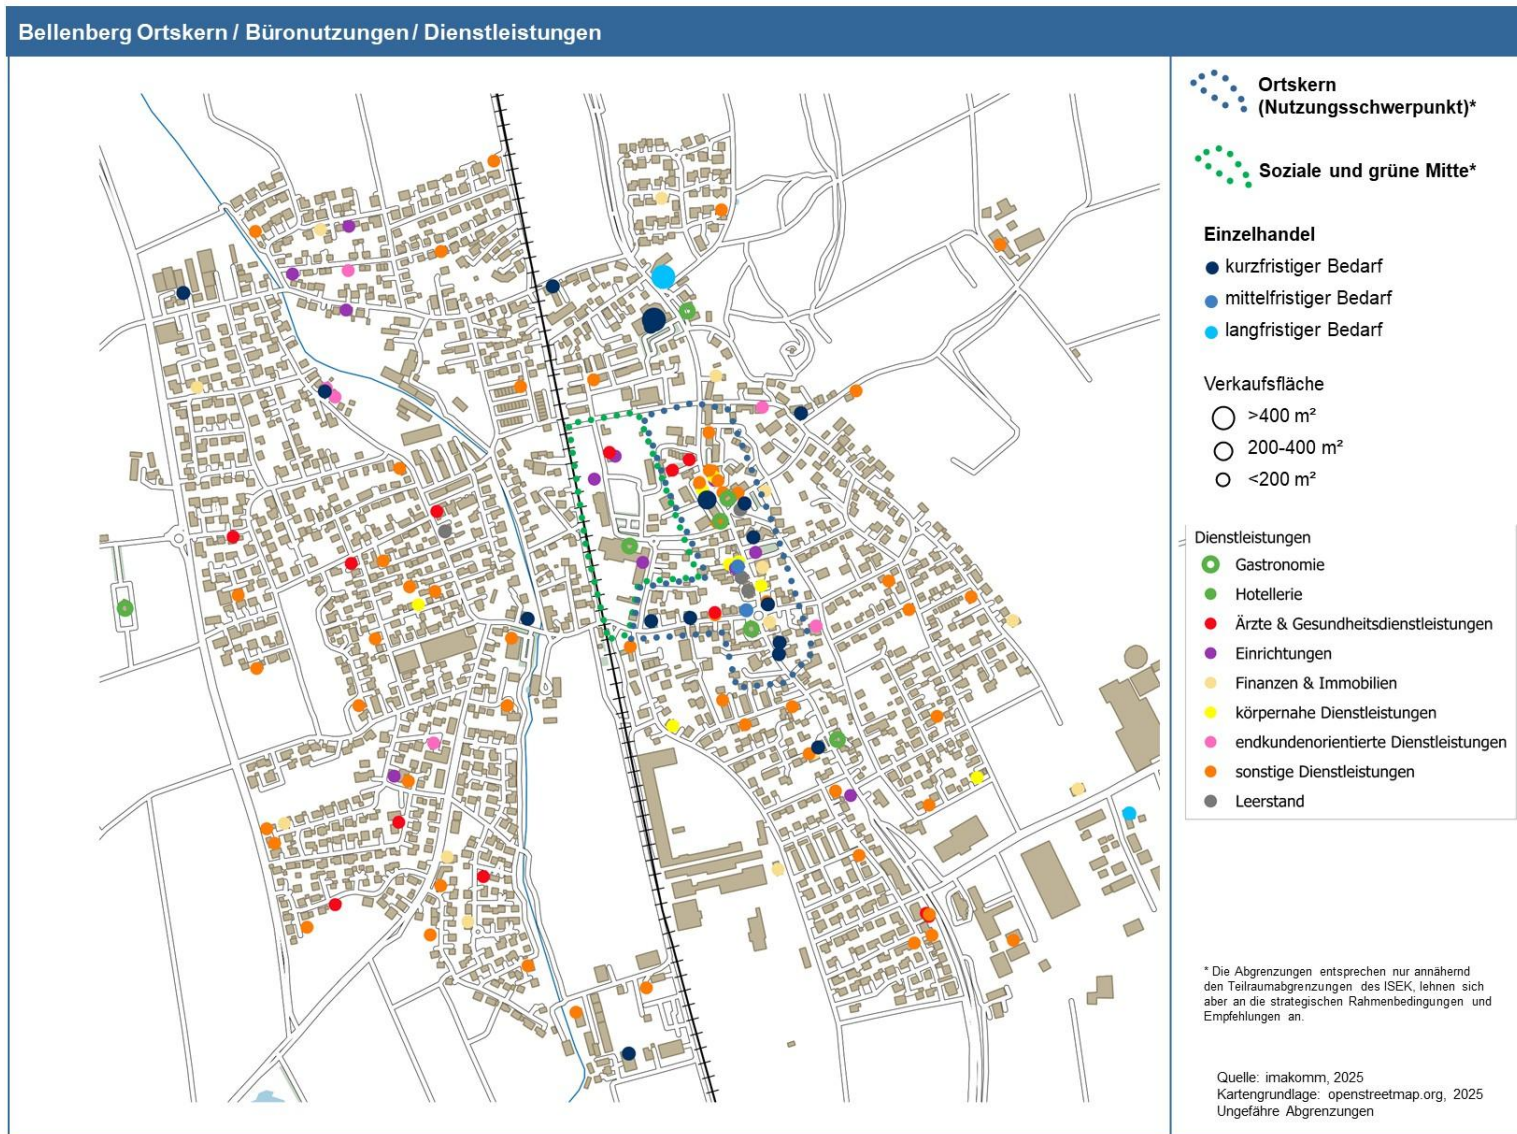 Bellenberg Ortskern / Büronutzungen / Dienstleistungen
Ortskern
(Nutzungsschwerpunkt)*
Soziale und grüne Mitte*
Einzelhandel
kurzfristiger Bedarf
mittelfristiger Bedarf
langfristiger Bedarf
Verkaufsfläche
>400 m²
200-400 m²
<200 m²
Dienstleistungen
Gastronomie
Hotellerie
Ärzte & Gesundheitsdienstleistungen
Einrichtungen
Finanzen & Immobilien
körpernahe Dienstleistungen
endkundenorientierte Dienstleistungen
sonstige Dienstleistungen
Leerstand
* Die Abgrenzungen entsprechen nur annähernd
den Teilraumabgrenzungen des ISEK, lehnen sich
aber an die strategischen Rahmenbedingungen und
Empfehlungen an.
Quelle: imakomm, 2025
Kartengrundlage: openstreetmap.org, 2025
Ungefähre Abgrenzungen